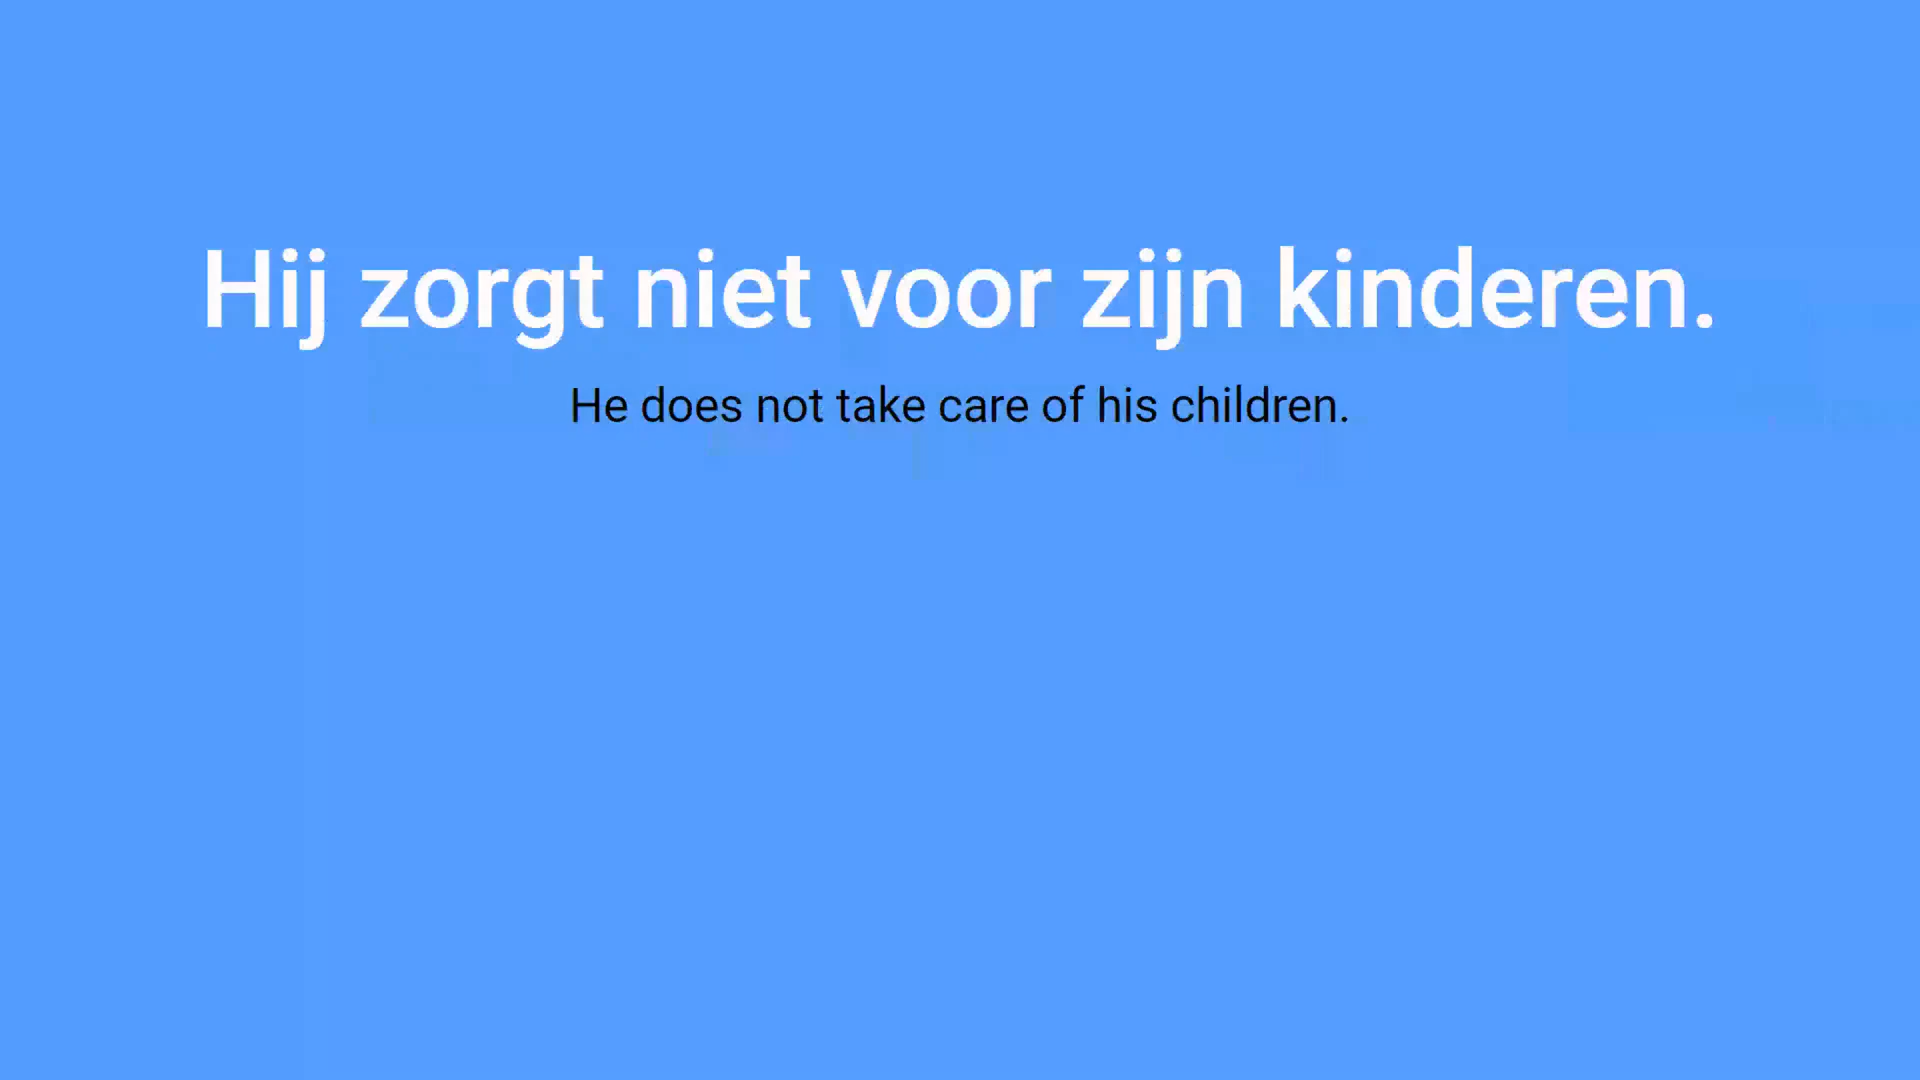 Hij zorgt niet voor zijn kinderen.
He does not take care of his children.